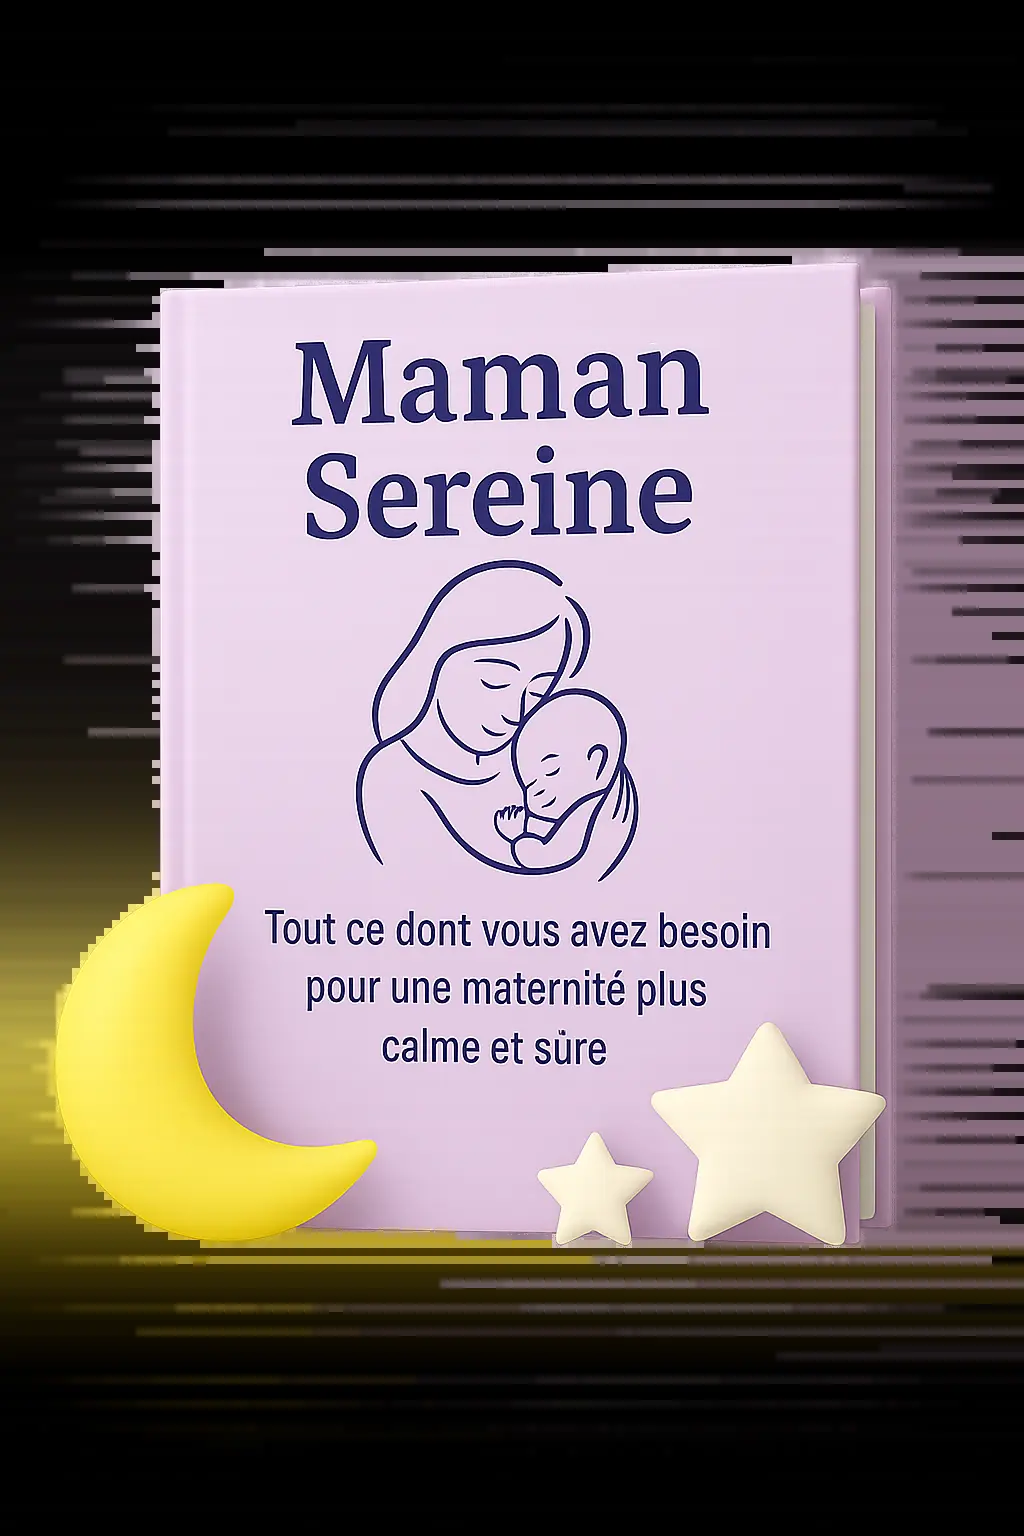 Maman
Sereine
Tout ce dont vous avez besoin
pour une maternité plus
calme et sûre